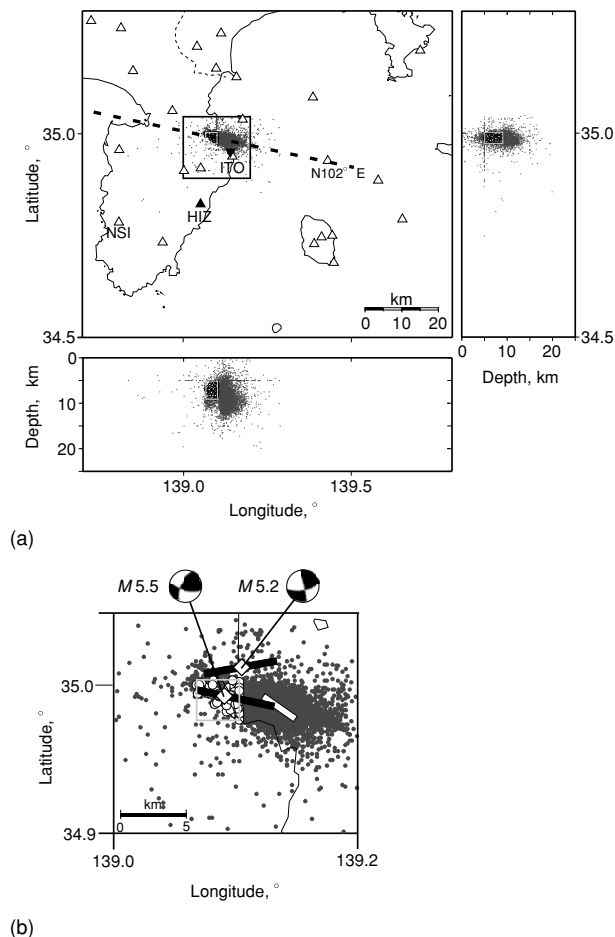 35.0
34.5
Latitude, °
ITO
HIZ
NSI
N102° E
km
0 10 20
35.0
34.5
0 10 20
Depth, km
0
10
20
Depth, km
139.0 139.5
Longitude, °
(a)
M 5.5 M 5.2
35.0
34.9
Latitude, °
km
0 5
139.0 139.2
Longitude, °
(b)